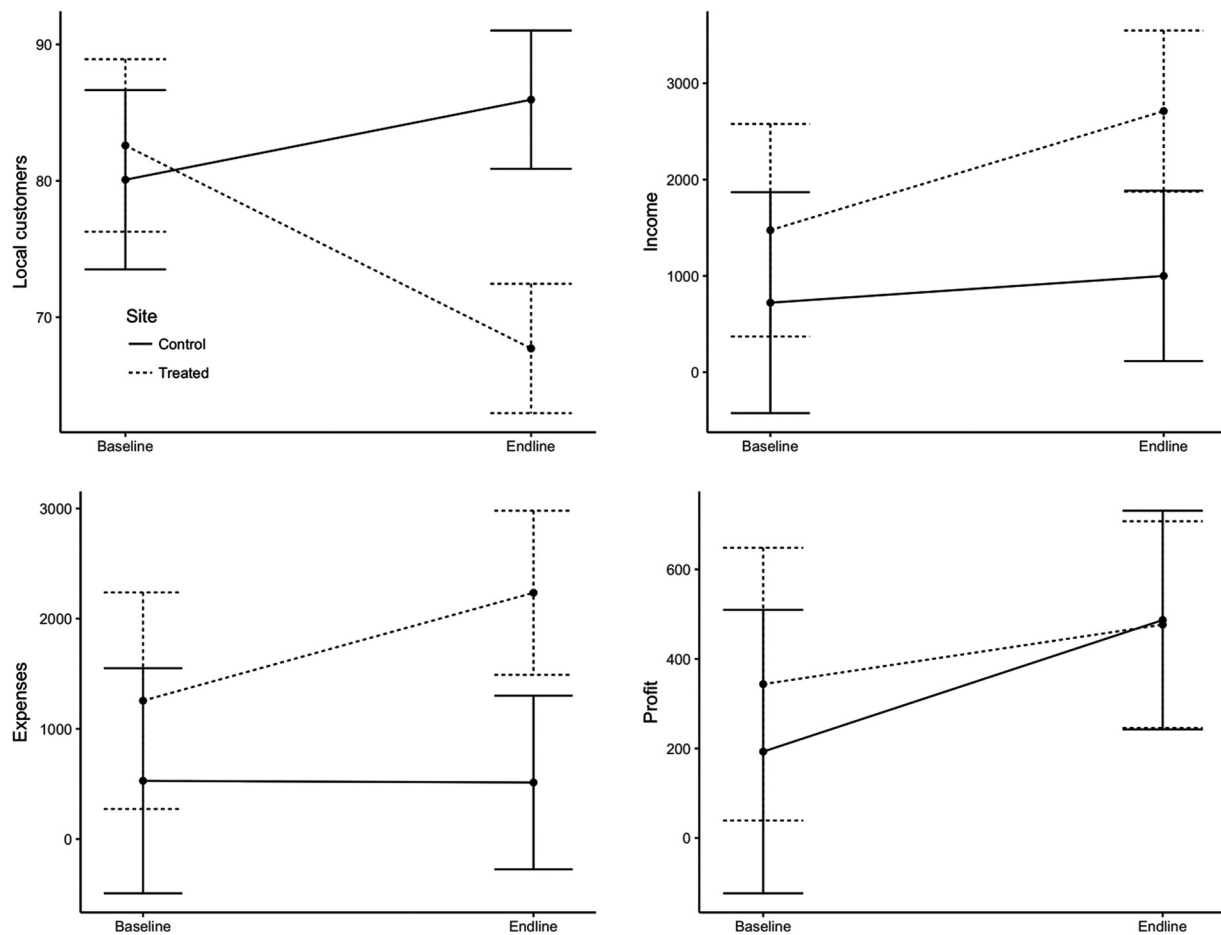 Local customers
90
80
70
Site
Control
Treated
Baseline
Endline
Income
3000
2000
1000
0
Baseline
Endline
Expenses
3000
2000
1000
0
Baseline
Endline
Profit
600
400
200
0
Baseline
Endline